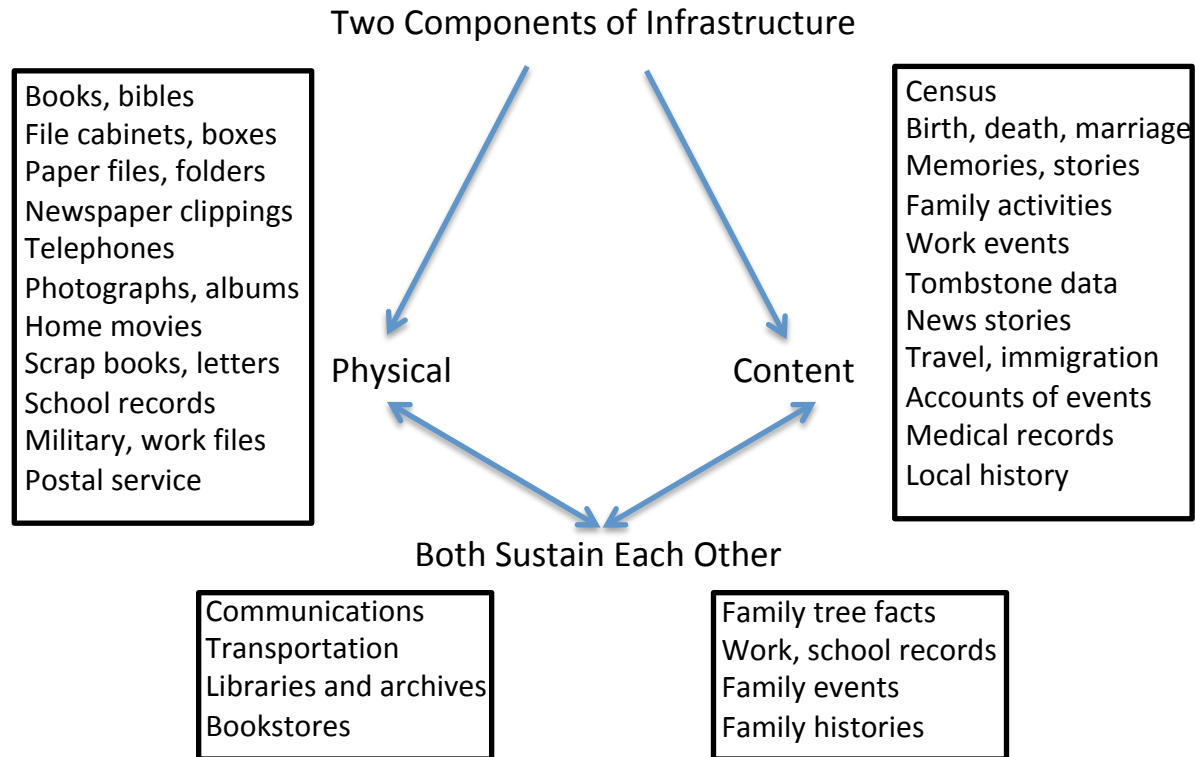 Two Components of Infrastructure
Books, bibles
File cabinets, boxes
Paper files, folders
Newspaper clippings
Telephones
Photographs, albums
Home movies
Scrap books, letters
School records
Military, work files
Postal service
Census
Birth, death, marriage
Memories, stories
Family activities
Work events
Tombstone data
News stories
Travel, immigration
Accounts of events
Medical records
Local history
Physical
Content
Both Sustain Each Other
Communications
Transportation
Libraries and archives
Bookstores
Family tree facts
Work, school records
Family events
Family histories